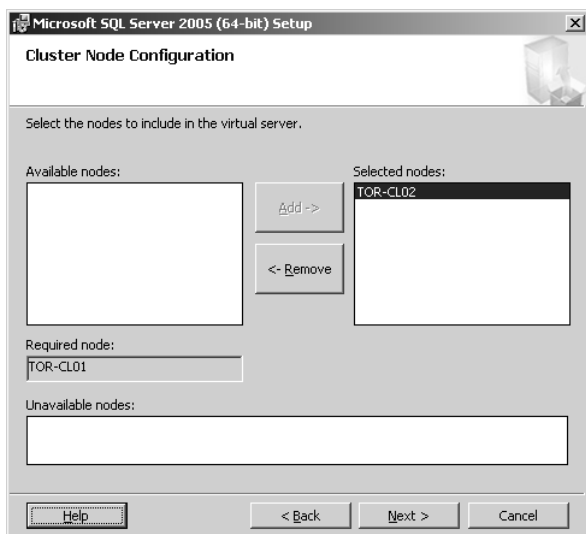 Microsoft SQL Server 2005 (64-bit) Setup
Cluster Node Configuration
Select the nodes to include in the virtual server.
Available nodes:
Selected nodes:
TOR-CL02
Add ->
<- Remove
Required node:
TOR-CL01
Unavailable nodes:
Help
< Back
Next >
Cancel